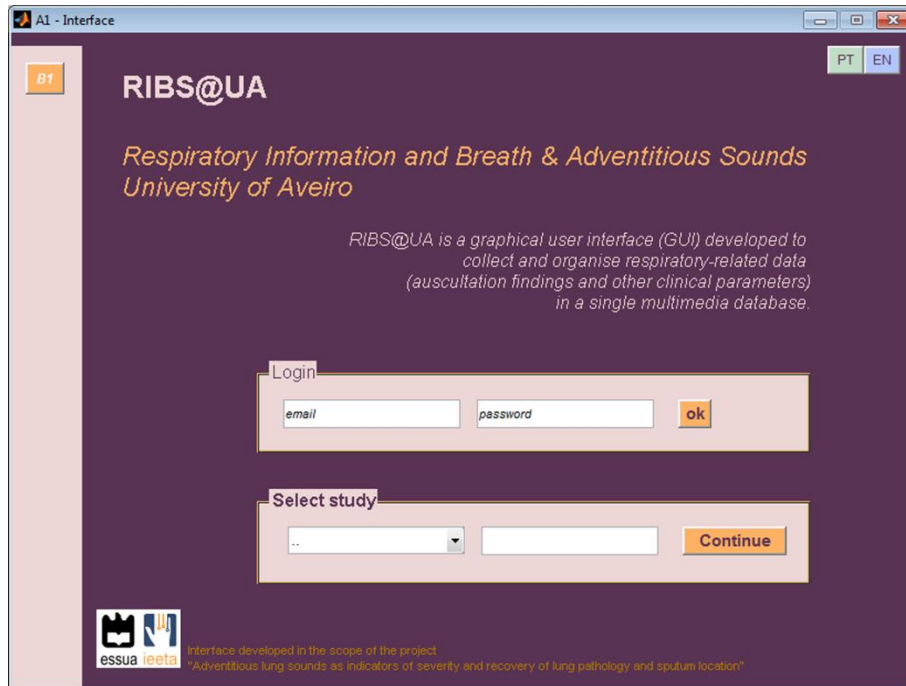 A1 - Interface
B1
PT EN
RIBS@UA
Respiratory Information and Breath & Adventitious Sounds
University of Aveiro
RIBS@UA is a graphical user interface (GUI) developed to
collect and organise respiratory-related data
(auscultation findings and other clinical parameters)
in a single multimedia database.
Login
email password ok
Select study
.. Continue
essua ieeta
Interface developed in the scope of the project
"Adventitious lung sounds as indicators of severity and recovery of lung pathology and sputum location"